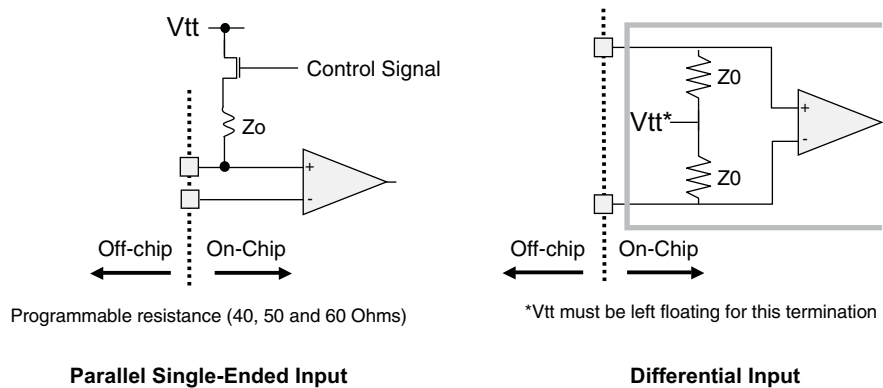 Vtt
Control Signal
Zo
+
-
Off-chip
On-Chip
Programmable resistance (40, 50 and 60 Ohms)
Parallel Single-Ended Input
Z0
Vtt*
Z0
+
-
Off-chip
On-Chip
*Vtt must be left floating for this termination
Differential Input